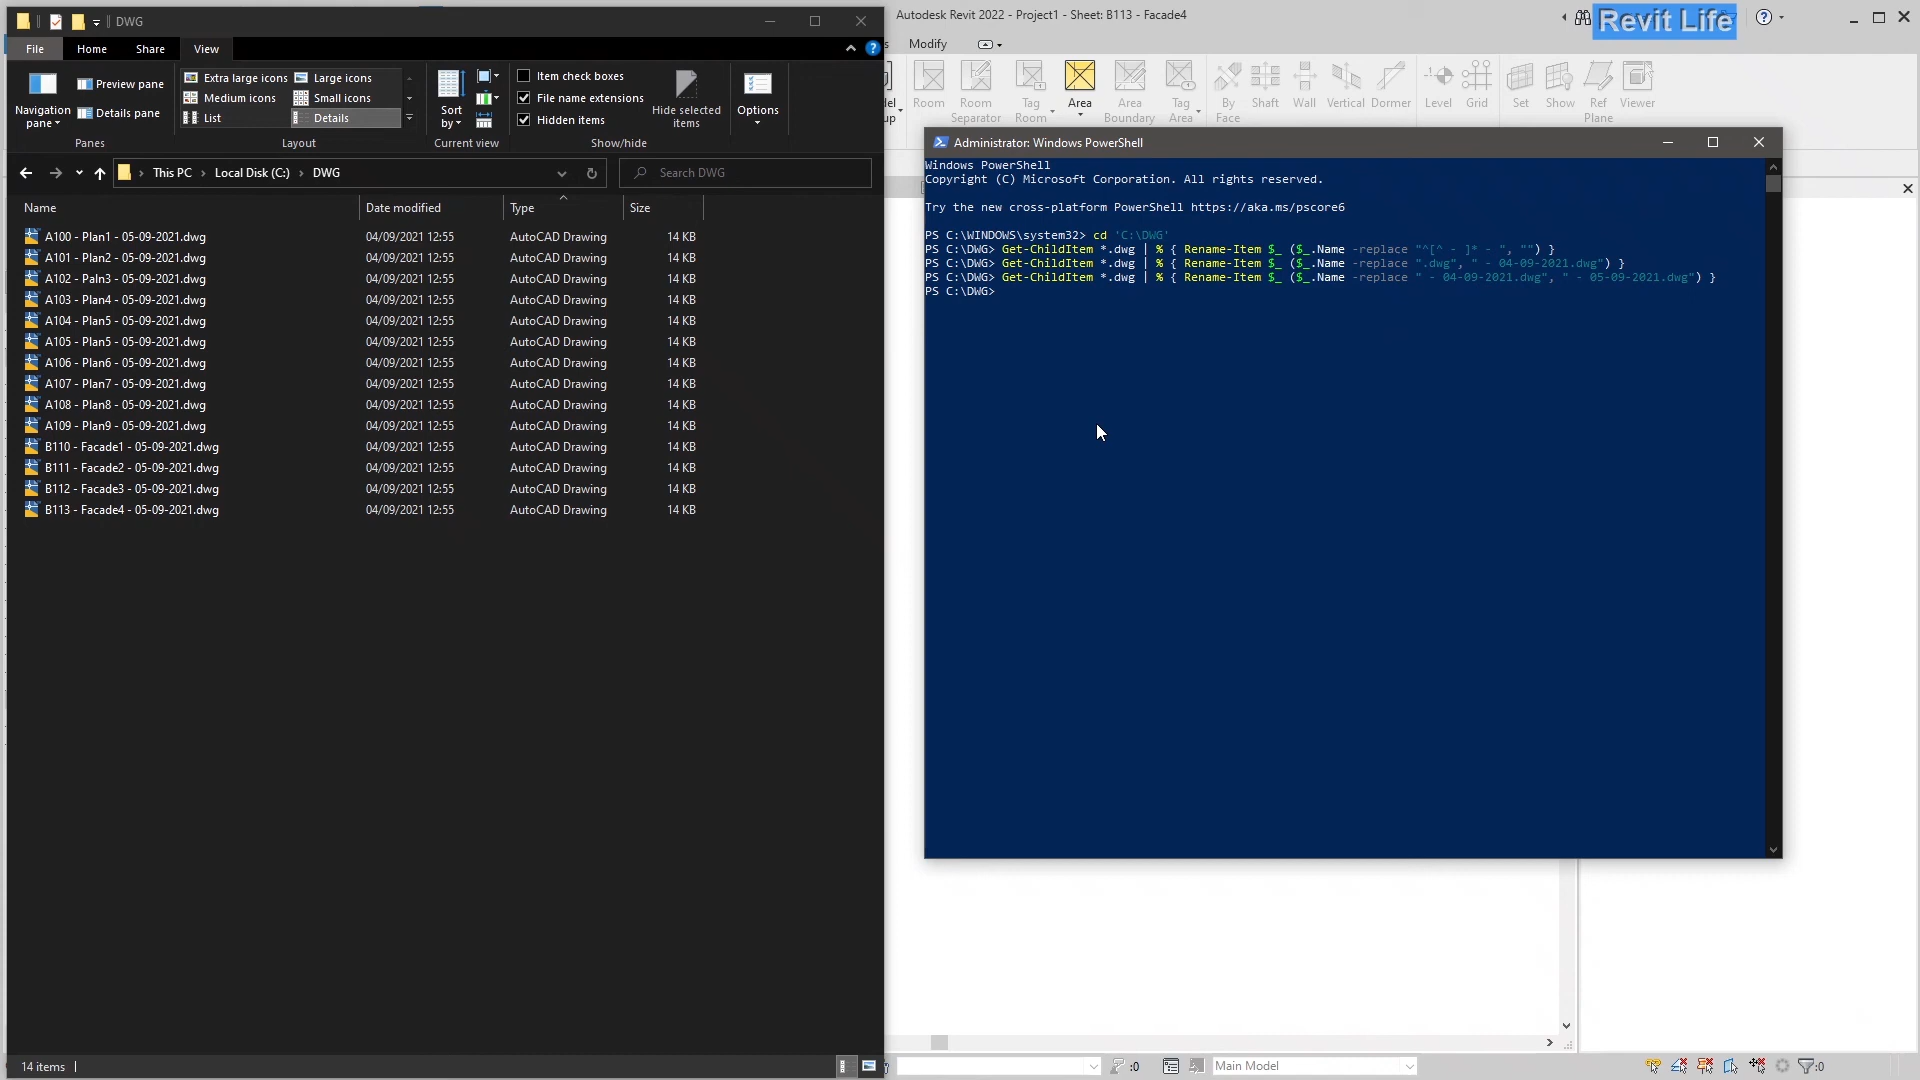 DWG
File
Home
Share
View
Navigation pane
Preview pane
Details pane
Panes
Extra large icons
Large icons
Medium icons
Small icons
List
Details
Layout
Sort by
Current view
Item check boxes
File name extensions
Hidden items
Hide selected items
Show/hide
Options
This PC
Local Disk (C:)
DWG
Search DWG
Name
Date modified
Type
Size
A100 - Plan1 - 05-09-2021.dwg 04/09/2021 12:55 AutoCAD Drawing 14 KB
A101 - Plan2 - 05-09-2021.dwg 04/09/2021 12:55 AutoCAD Drawing 14 KB
A102 - Paln3 - 05-09-2021.dwg 04/09/2021 12:55 AutoCAD Drawing 14 KB
A103 - Plan4 - 05-09-2021.dwg 04/09/2021 12:55 AutoCAD Drawing 14 KB
A104 - Plan5 - 05-09-2021.dwg 04/09/2021 12:55 AutoCAD Drawing 14 KB
A105 - Plan5 - 05-09-2021.dwg 04/09/2021 12:55 AutoCAD Drawing 14 KB
A106 - Plan6 - 05-09-2021.dwg 04/09/2021 12:55 AutoCAD Drawing 14 KB
A107 - Plan7 - 05-09-2021.dwg 04/09/2021 12:55 AutoCAD Drawing 14 KB
A108 - Plan8 - 05-09-2021.dwg 04/09/2021 12:55 AutoCAD Drawing 14 KB
A109 - Plan9 - 05-09-2021.dwg 04/09/2021 12:55 AutoCAD Drawing 14 KB
B110 - Facade1 - 05-09-2021.dwg 04/09/2021 12:55 AutoCAD Drawing 14 KB
B111 - Facade2 - 05-09-2021.dwg 04/09/2021 12:55 AutoCAD Drawing 14 KB
B112 - Facade3 - 05-09-2021.dwg 04/09/2021 12:55 AutoCAD Drawing 14 KB
B113 - Facade4 - 05-09-2021.dwg 04/09/2021 12:55 AutoCAD Drawing 14 KB
14 items
Autodesk Revit 2022 - Project1 - Sheet: B113 - Facade4
Revit Life
Modify
Room
Room Separator
Tag Room
Area
Area Boundary
Tag Area
By Face
Shaft
Wall
Vertical
Dormer
Level
Grid
Set
Show
Ref Plane
Viewer
Administrator: Windows PowerShell
Windows PowerShell
Copyright (C) Microsoft Corporation. All rights reserved.
Try the new cross-platform PowerShell https://aka.ms/pscore6
PS C:\WINDOWS\system32> cd 'C:\DWG'
PS C:\DWG> Get-ChildItem *.dwg | % { Rename-Item $_ ($_.Name -replace "^[^ - ]* - ", "") }
PS C:\DWG> Get-ChildItem *.dwg | % { Rename-Item $_ ($_.Name -replace ".dwg", " - 04-09-2021.dwg") }
PS C:\DWG> Get-ChildItem *.dwg | % { Rename-Item $_ ($_.Name -replace " - 04-09-2021.dwg", " - 05-09-2021.dwg") }
PS C:\DWG>
:0
Main Model
:0